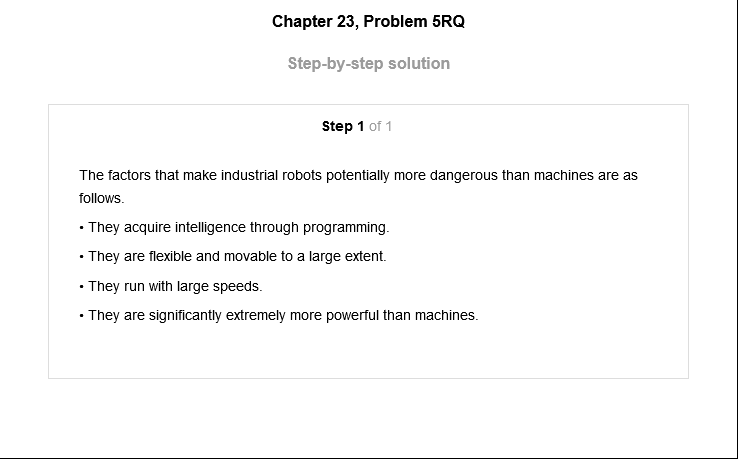 Chapter 23, Problem 5RQ
Step-by-step solution
Step 1 of 1
The factors that make industrial robots potentially more dangerous than machines are as
follows.
• They acquire intelligence through programming.
• They are flexible and movable to a large extent.
• They run with large speeds.
• They are significantly extremely more powerful than machines.